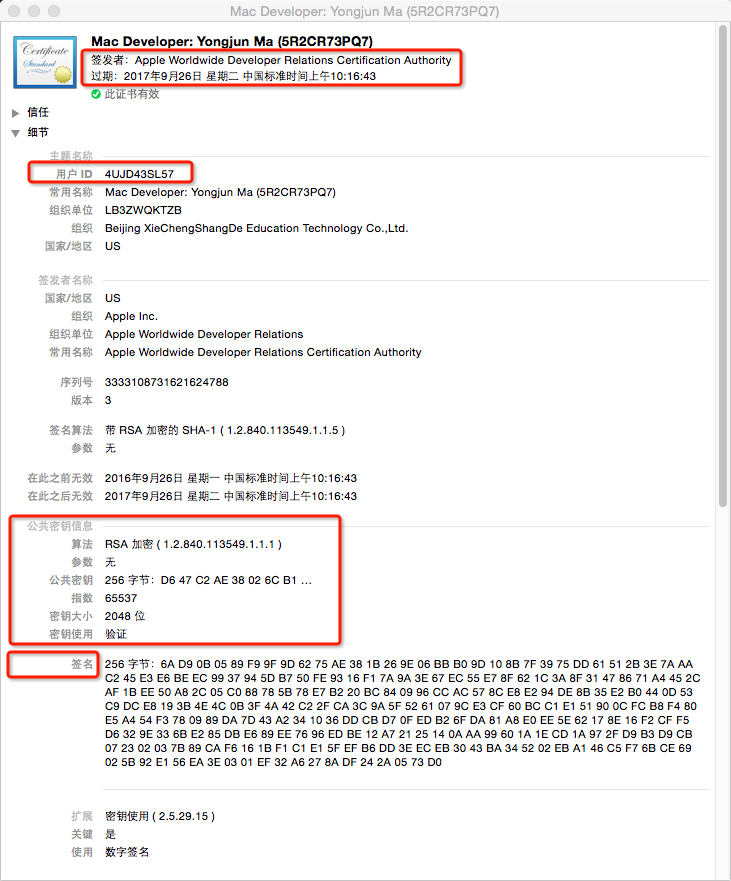 Mac Developer: Yongjun Ma (5R2CR73PQ7)
Certificate
Standard
Mac Developer: Yongjun Ma (5R2CR73PQ7)
签发者：Apple Worldwide Developer Relations Certification Authority
过期：2017年9月26日 星期二 中国标准时间上午10:16:43
此证书有效
信任
细节
主题名称
用户 ID 4UJD43SL57
常用名称 Mac Developer: Yongjun Ma (5R2CR73PQ7)
组织单位 LB3ZWQKTZB
组织 Beijing XieChengShangDe Education Technology Co.,Ltd.
国家/地区 US
签发者名称
国家/地区 US
组织 Apple Inc.
组织单位 Apple Worldwide Developer Relations
常用名称 Apple Worldwide Developer Relations Certification Authority
序列号 3333108731621624788
版本 3
签名算法 带 RSA 加密的 SHA-1 ( 1.2.840.113549.1.1.5 )
参数 无
在此之前无效 2016年9月26日 星期一 中国标准时间上午10:16:43
在此之后无效 2017年9月26日 星期二 中国标准时间上午10:16:43
公共密钥信息
算法 RSA 加密 ( 1.2.840.113549.1.1.1 )
参数 无
公共密钥 256 字节：D6 47 C2 AE 38 02 6C B1 ...
指数 65537
密钥大小 2048 位
密钥使用 验证
签名 256 字节：6A D9 0B 05 89 F9 9F 9D 62 75 AE 38 1B 26 9E 06 BB B0 9D 10 8B 7F 39 75 DD 61 51 2B 3E 7A AA
C2 45 E3 E6 BE EC 99 37 94 5D B7 50 FE 93 16 F1 7A 9A 3E 67 EC 55 E7 8F 62 1C 3A 8F 31 47 86 71 A4 45 2C
AF 1B EE 50 A8 2C 05 C0 88 78 5B 78 E7 B2 20 BC 84 09 96 CC AC 57 8C E8 E2 94 DE 8B 35 E2 B0 44 0D 53
C9 DC E8 19 3B 4E 4C 0B 3F 4A 42 C2 2F CA 3C 9A 5F 52 61 07 9C E3 CF 60 BC C1 E1 51 90 0C FC B8 F4 80
E5 A4 54 F3 78 09 89 DA 7D 43 A2 34 10 36 DD CB D7 0F ED B2 6F DA 81 A8 E0 EE 5E 62 17 8E 16 F2 CF F5
D6 32 9E 33 6B E2 85 DB E6 89 EE 76 96 ED BE 12 A7 21 25 14 0A AA 99 60 1A 1E CD 1A 97 2F D9 B3 D9 CB
07 23 02 03 7B 89 CA F6 16 1B F1 C1 E1 5F EF B6 DD 3E EC EB 30 43 BA 34 52 02 EB A1 46 C5 F7 6B CE 69
02 5B 92 E1 56 EA 3E 03 01 EF 32 A6 27 8A DF 24 2A 05 73 D0
扩展 密钥使用 ( 2.5.29.15 )
关键 是
使用 数字签名